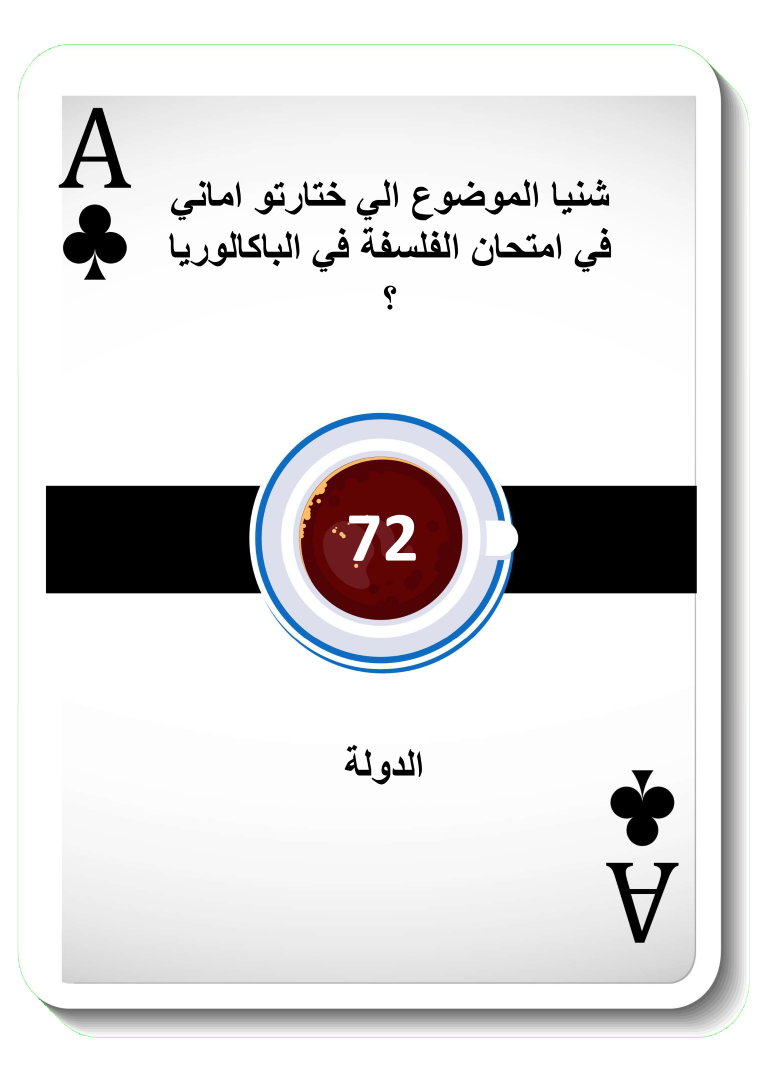 A
شنيا الموضوع الي ختارتو اماني
في امتحان الفلسفة في الباكالوريا
؟
72
الدولة
A